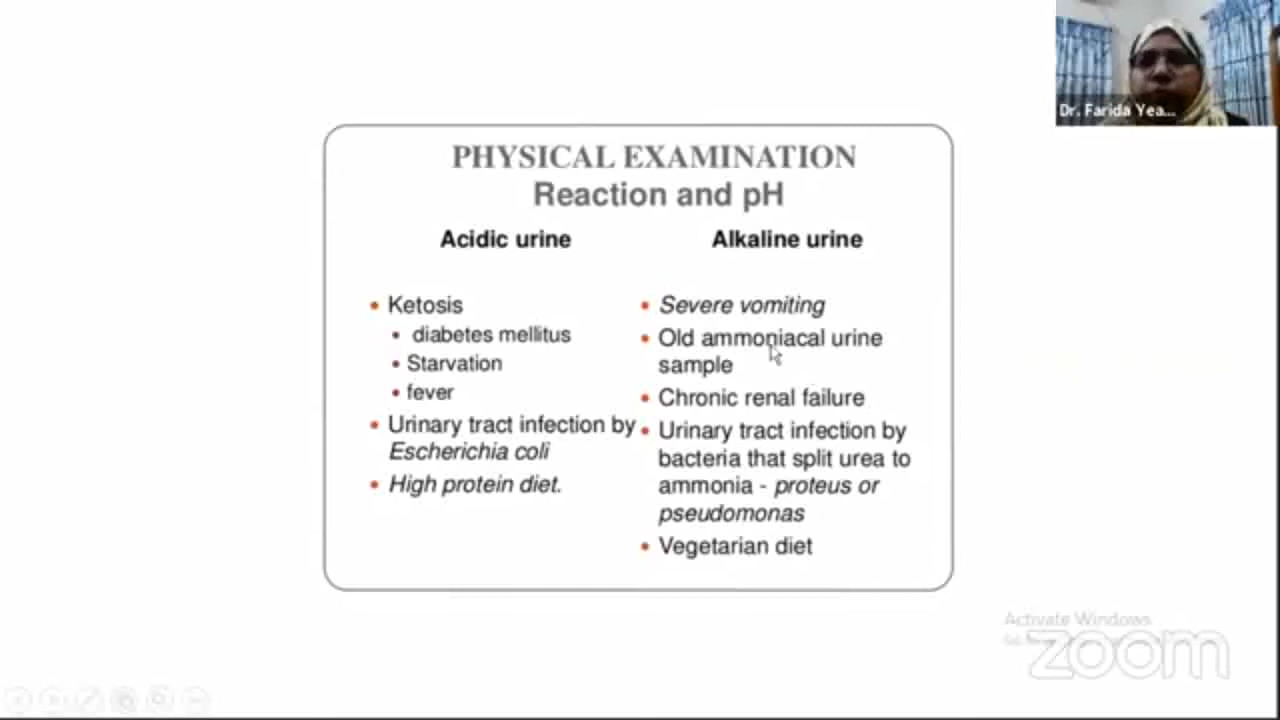 Dr. Farida Yea...
PHYSICAL EXAMINATION
Reaction and pH
Acidic urine
• Ketosis
• diabetes mellitus
• Starvation
• fever
• Urinary tract infection by
Escherichia coli
• High protein diet.
Alkaline urine
• Severe vomiting
• Old ammoniacal urine
sample
• Chronic renal failure
• Urinary tract infection by
bacteria that split urea to
ammonia - proteus or
pseudomonas
• Vegetarian diet
Activate Windows
zoom